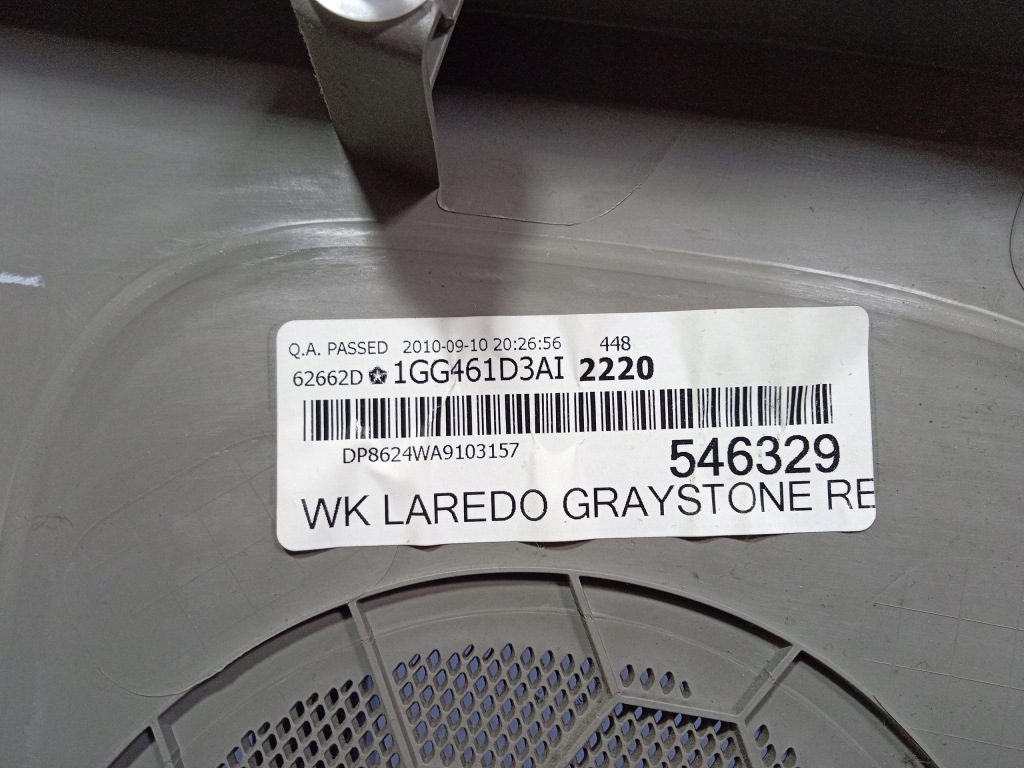 Q.A. PASSED 2010-09-10 20:26:56 448
62662D 1GG461D3AI 2220
DP8624WA9103157
546329
WK LAREDO GRAYSTONE RE